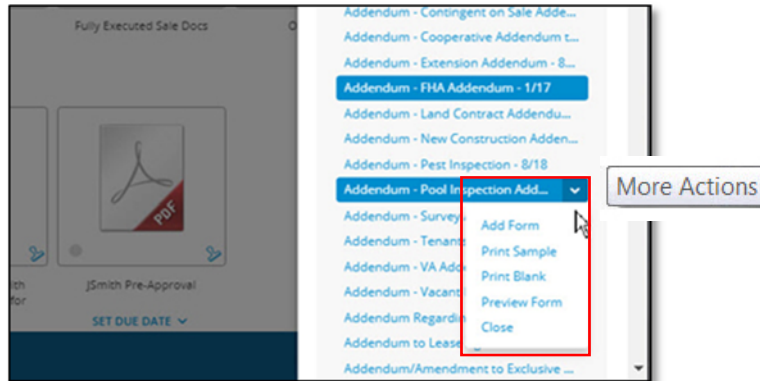 Fully Executed Sale Docs
O
PDF
ith
for
JSmith Pre-Approval
SET DUE DATE
Addendum - Contingent on Sale Adde...
Addendum - Cooperative Addendum t...
Addendum - Extension Addendum - 8...
Addendum - FHA Addendum - 1/17
Addendum - Land Contract Addendu...
Addendum - New Construction Adden...
Addendum - Pest Inspection - 8/18
Addendum - Pool Inspection Add...
Addendum - Survey
Addendum - Tenant
Addendum - VA Add
Addendum - Vacant
Addendum Regardin
Addendum to Lease
Addendum/Amendment to Exclusive ...
Add Form
Print Sample
Print Blank
Preview Form
Close
More Actions